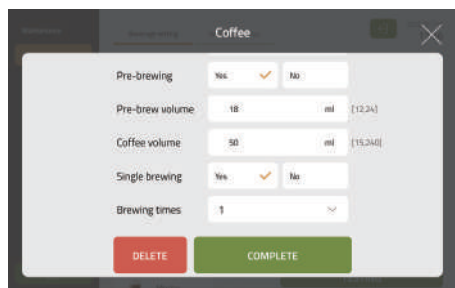 Coffee
Pre-brewing Yes No
Pre-brew volume 18 ml [12,24]
Coffee volume 50 ml [15,240]
Single brewing Yes No
Brewing times 1
DELETE COMPLETE